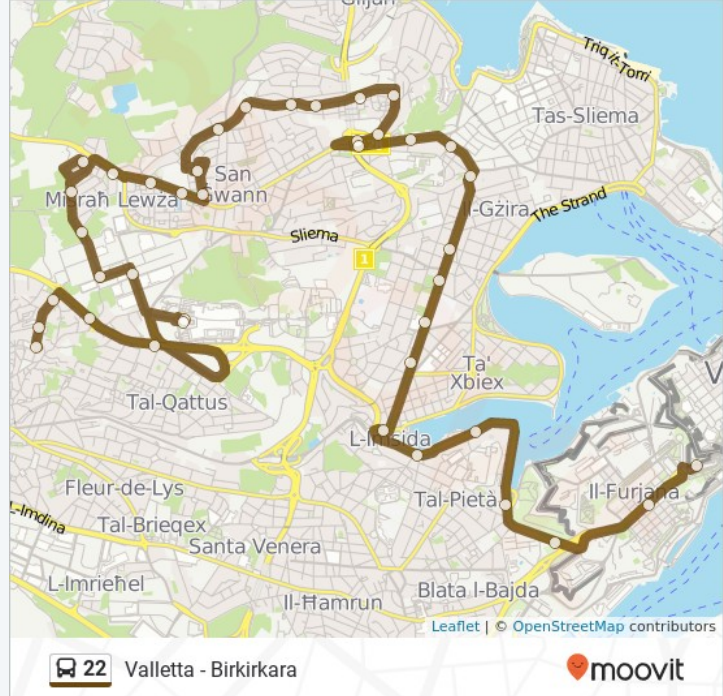 Triq it-Torri
Tas-Sliema
San
Swann
Misraħ Lewża
Il-Gżira
The Strand
Sliema
1
Ta'
Xbiex
Tal-Qattus
L-Imsida
Fleur-de-Lys
Tal-Pietà
Il-Furjana
L-Imdina
Tal-Brieqex
Santa Venera
L-Imrieħel
Blata l-Bajda
Il-Ħamrun
Leaflet | © OpenStreetMap contributors
22 Valletta - Birkirkara
moovit